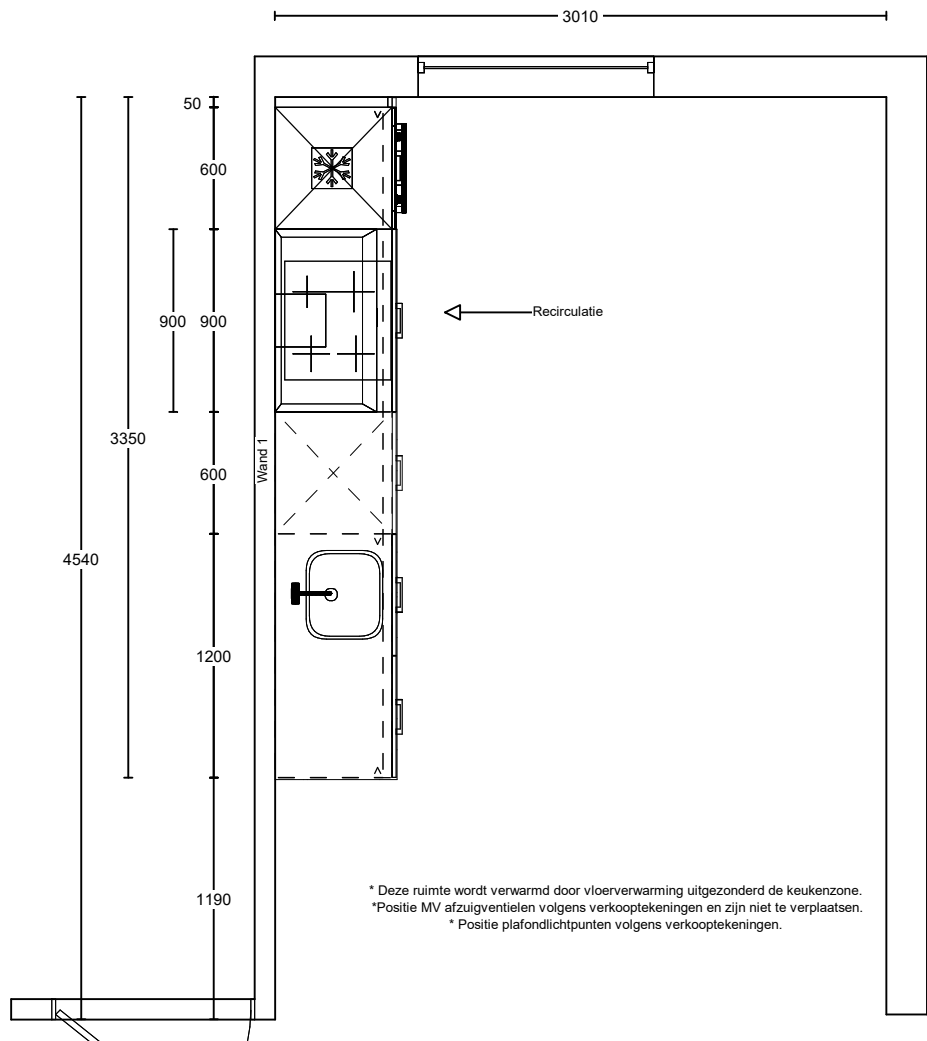 3010
50
600
900
900
Recirculatie
3350
Wand 1
600
4540
1200
1190
* Deze ruimte wordt verwarmd door vloerverwarming uitgezonderd de keukenzone.
*Positie MV afzuigventielen volgens verkooptekeningen en zijn niet te verplaatsen.
* Positie plafondlichtpunten volgens verkooptekeningen.